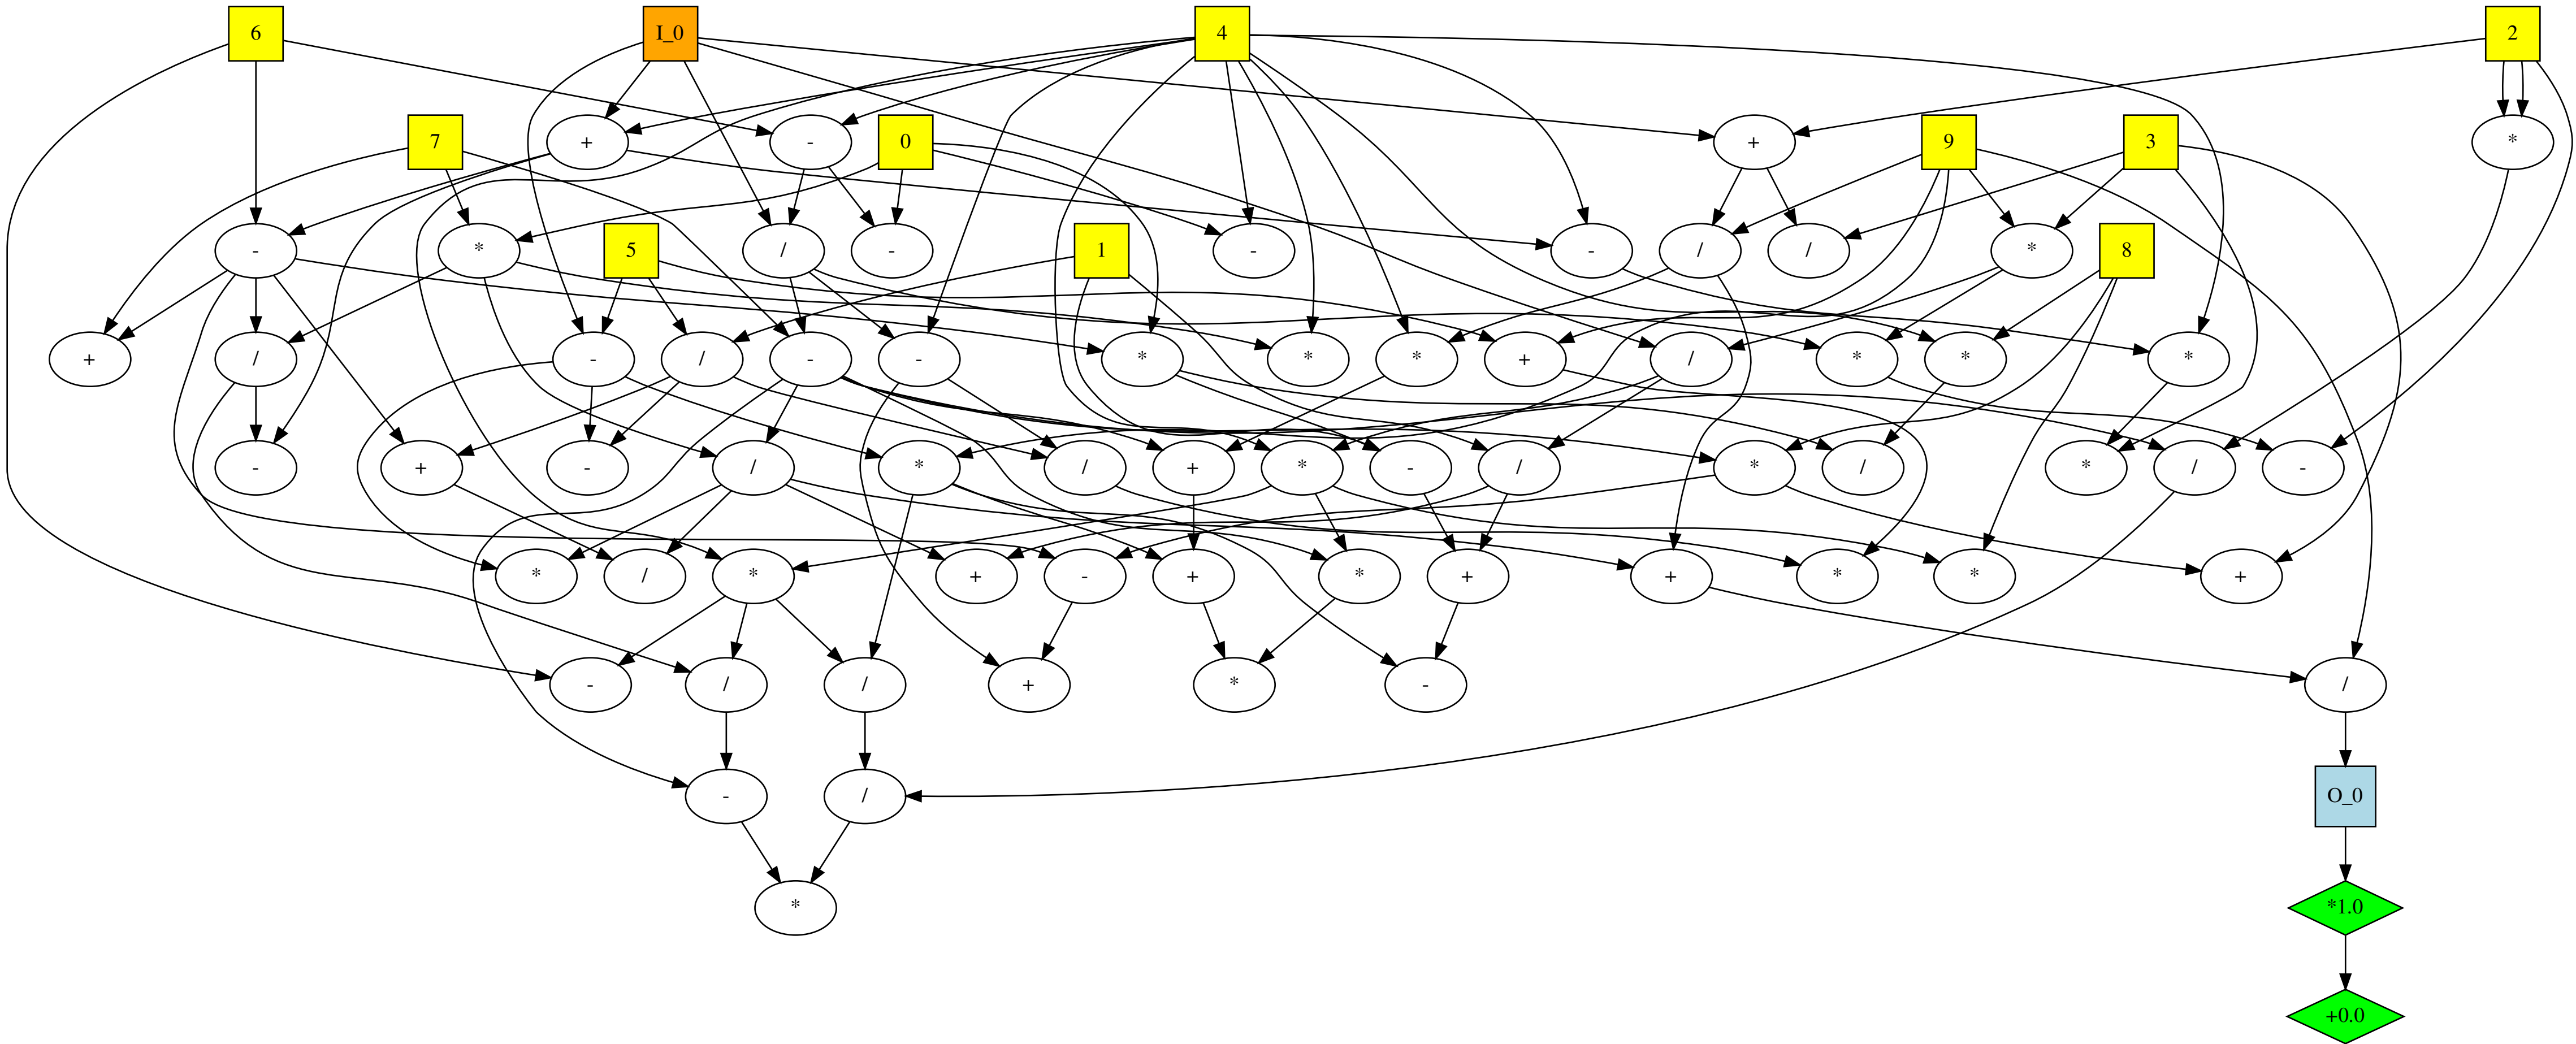 6 I_0 4 2
+ - + *
7 0 9 3
- * / - - - / / *
5 1 8
+ / - / - - * * * + / * * *
- + - / * / + * - / * / * / -
* / * + - + * + + * * +
- / / + * - /
- / O_0
* *1.0
+0.0